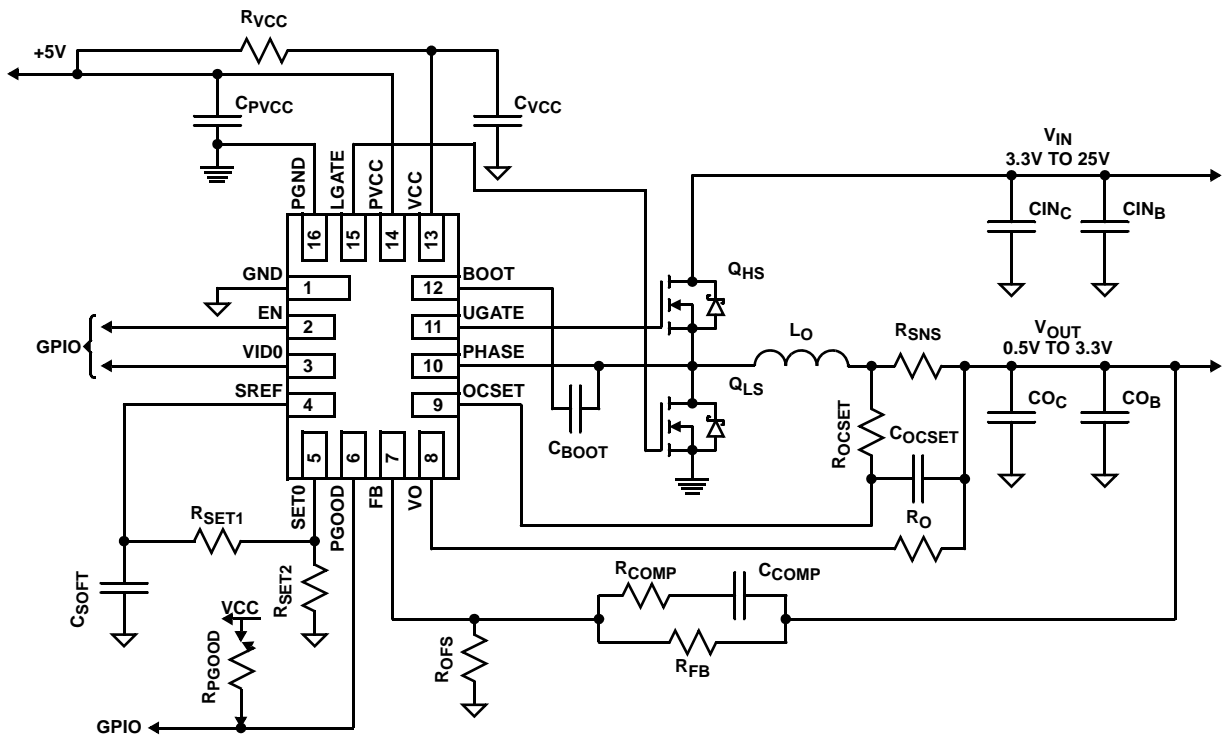 RVCC
+5V
CPVCC
CVCC
VIN
3.3V TO 25V
PGND
LGATE
PVCC
VCC
CINC
CINB
16
15
14
13
GND
1
12
BOOT
QHS
EN
2
11
UGATE
GPIO
VID0
3
10
PHASE
LO
RSNS
VOUT
0.5V TO 3.3V
SREF
4
9
OCSET
QLS
COC
COB
CBOOT
ROCSET
COCSET
5
6
7
8
SET0
PGOOD
FB
VO
RO
RSET1
CSOFT
RSET2
RCOMP
CCOMP
VCC
RPGOOD
ROFS
RFB
GPIO